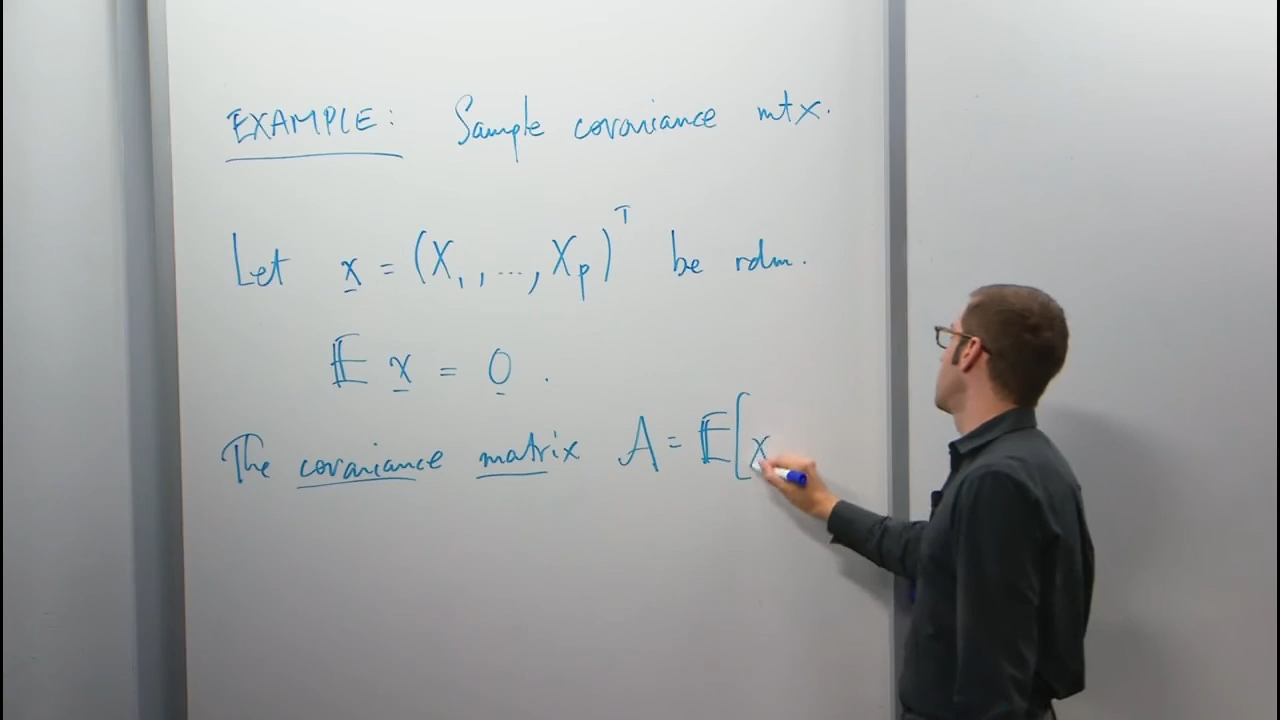 EXAMPLE: Sample covariance mtx.
Let x = (X₁, ..., Xₚ)ᵀ be rdm.
𝔼 x = 0 .
The covariance matrix A = 𝔼[x